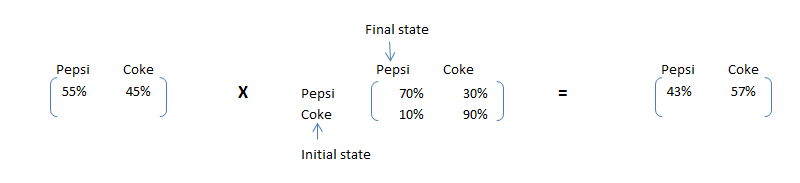 Final state
Pepsi Coke Pepsi Coke Pepsi Coke
55% 45% X Pepsi 70% 30% = 43% 57%
Coke 10% 90%
Initial state